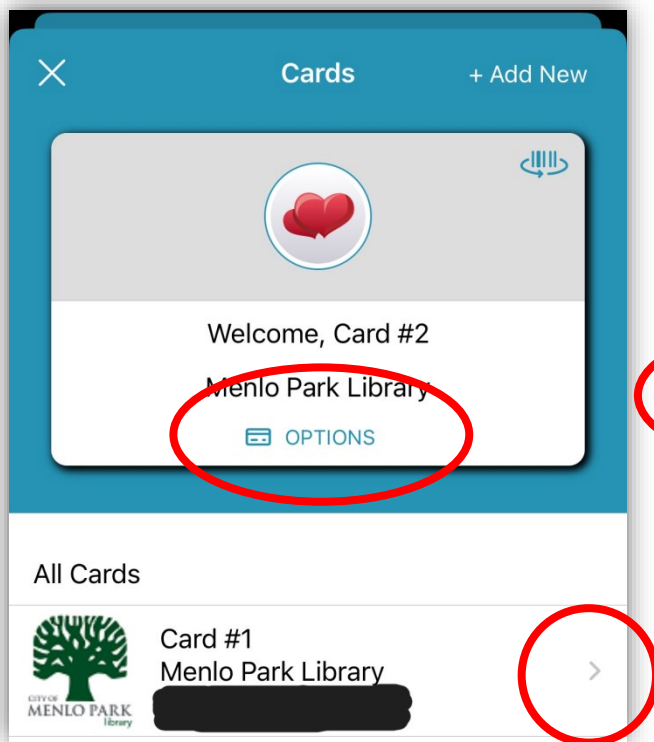 Cards
+ Add New
Welcome, Card #2
Menlo Park Library
OPTIONS
All Cards
Card #1
Menlo Park Library
CITY OF
MENLO PARK
library